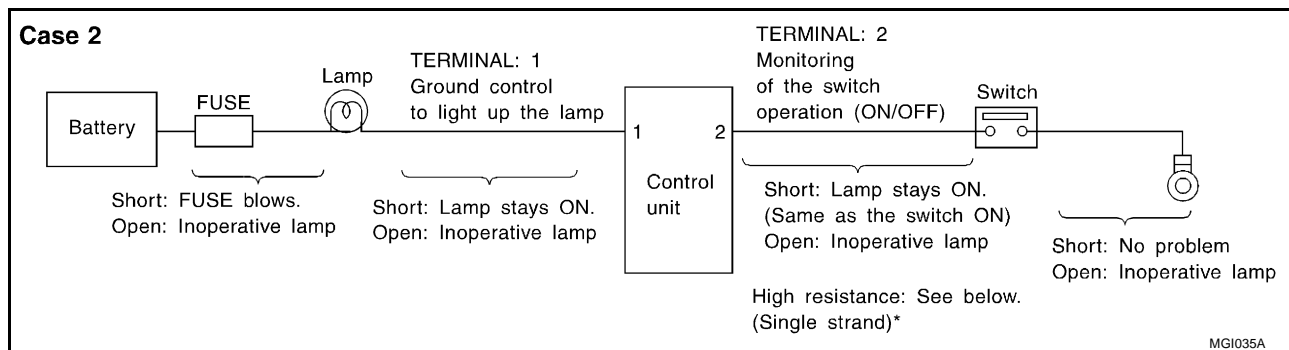 Case 2
Battery
FUSE
Lamp
TERMINAL: 1
Ground control
to light up the lamp
TERMINAL: 2
Monitoring
of the switch
operation (ON/OFF)
Switch
1
2
Control
unit
Short: FUSE blows.
Open: Inoperative lamp
Short: Lamp stays ON.
Open: Inoperative lamp
Short: Lamp stays ON.
(Same as the switch ON)
Open: Inoperative lamp
High resistance: See below.
(Single strand)*
Short: No problem
Open: Inoperative lamp
MGI035A